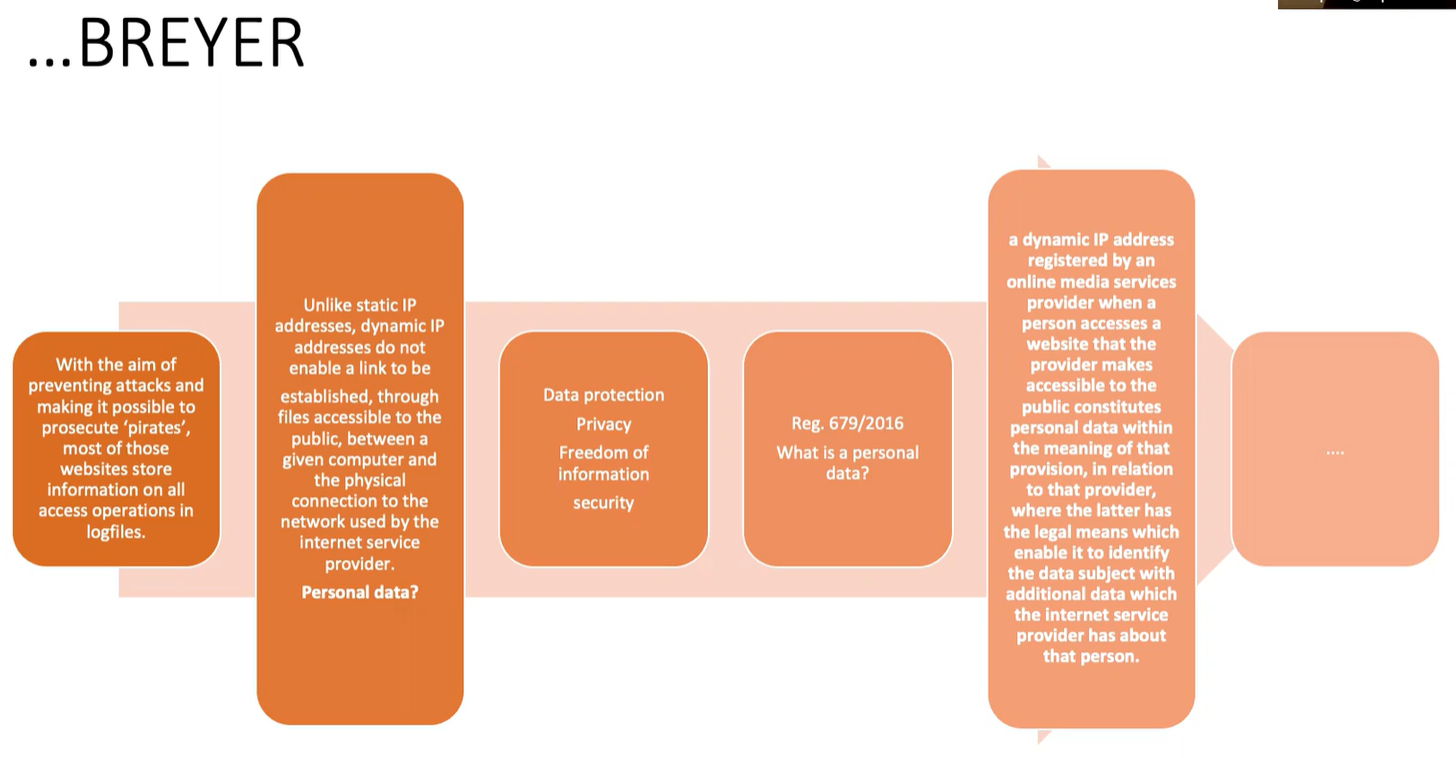 ...BREYER
With the aim of
preventing attacks and
making it possible to
prosecute ‘pirates’,
most of those
websites store
information on all
access operations in
logfiles.
Unlike static IP
addresses, dynamic IP
addresses do not
enable a link to be
established, through
files accessible to the
public, between a
given computer and
the physical
connection to the
network used by the
internet service
provider.
Personal data?
Data protection
Privacy
Freedom of
information
security
Reg. 679/2016
What is a personal
data?
a dynamic IP address
registered by an
online media services
provider when a
person accesses a
website that the
provider makes
accessible to the
public constitutes
personal data within
the meaning of that
provision, in relation
to that provider,
where the latter has
the legal means which
enable it to identify
the data subject with
additional data which
the internet service
provider has about
that person.
....